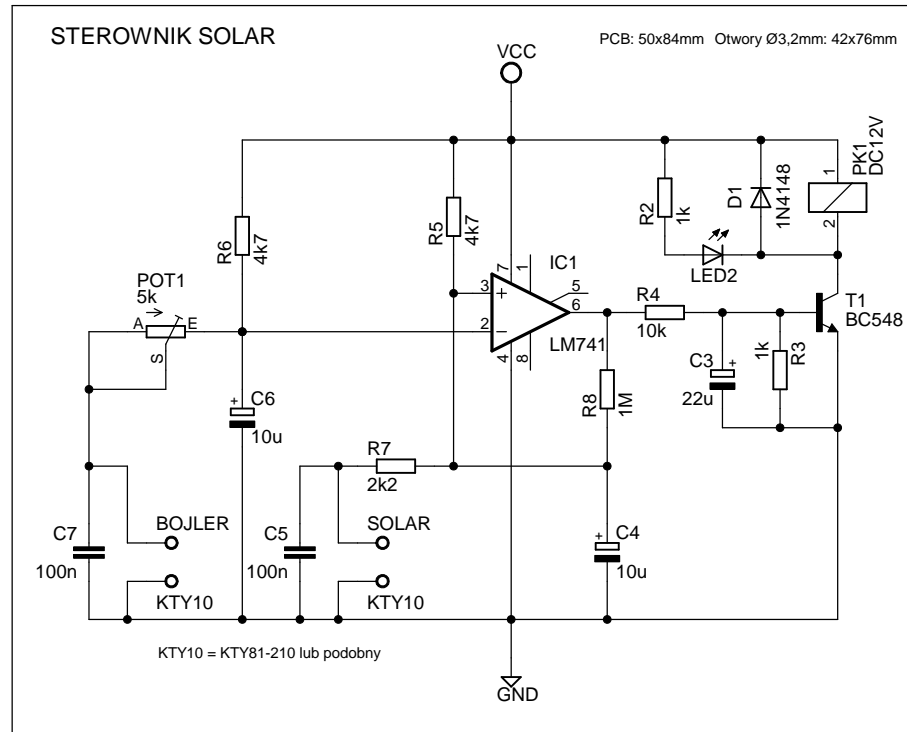 STEROWNIK SOLAR
PCB: 50x84mm Otwory Ø3,2mm: 42x76mm
VCC
PK1
DC12V
1
2
D1
1N4148
R2
1k
LED2
R5
4k7
R6
4k7
POT1
5k
A
E
S
IC1
7
1
5
3
+
6
2
−
4
8
LM741
R4
10k
T1
BC548
C3
+
22u
1k
R3
R8
1M
+
C6
10u
R7
2k2
C7
100n
BOJLER
KTY10
C5
100n
SOLAR
KTY10
+
C4
10u
KTY10 = KTY81-210 lub podobny
GND